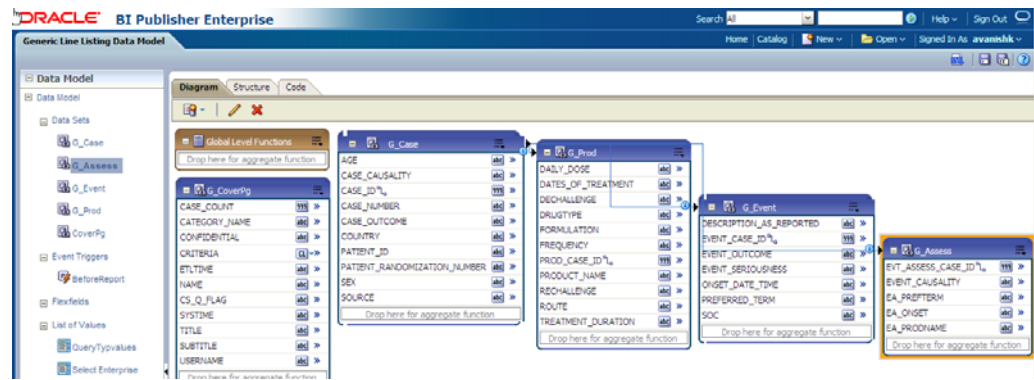 ORACLE BI Publisher Enterprise
Search All
Help
Sign Out
Generic Line Listing Data Model
Home
Catalog
New
Open
Signed In As avanishk
Data Model
Data Model
Data Sets
G_Case
G_Assess
G_Event
G_Prod
CoverPg
Event Triggers
BeforeReport
Flexfields
List of Values
QueryTypvalues
Select Enterprise
Diagram
Structure
Code
Global Level Functions
Drop here for aggregate function
G_CoverPg
CASE_COUNT
CATEGORY_NAME
CONFIDENTIAL
CRITERIA
ETLTIME
NAME
CS_Q_FLAG
SYSTIME
TITLE
SUBTITLE
USERNAME
Drop here for aggregate function
G_Case
AGE
CASE_CAUSALITY
CASE_ID
CASE_NUMBER
CASE_OUTCOME
COUNTRY
PATIENT_ID
PATIENT_RANDOMIZATION_NUMBER
SEX
SOURCE
Drop here for aggregate function
G_Prod
DAILY_DOSE
DATES_OF_TREATMENT
DECHALLENGE
DRUGTYPE
FORMULATION
FREQUENCY
PROD_CASE_ID
PRODUCT_NAME
RECHALLENGE
ROUTE
TREATMENT_DURATION
Drop here for aggregate function
G_Event
DESCRIPTION_AS_REPORTED
EVENT_CASE_ID
EVENT_OUTCOME
EVENT_SERIOUSNESS
ONSET_DATE_TIME
PREFERRED_TERM
SOC
Drop here for aggregate function
G_Assess
EVT_ASSESS_CASE_ID
EVENT_CAUSALITY
EA_PREFTERM
EA_ONSET
EA_PRODNAME
Drop here for aggregate function